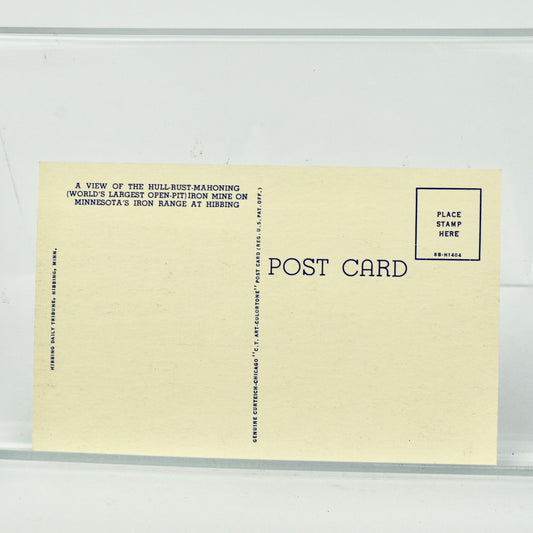 A VIEW OF THE HULL-RUST-MAHONING
(WORLD'S LARGEST OPEN-PIT) IRON MINE ON
MINNESOTA'S IRON RANGE AT HIBBING
HIBBING DAILY TRIBUNE, HIBBING, MINN.
GENUINE CURTEICH-CHICAGO "C.T. ART-COLORTONE" POST CARD (REG. U.S. PAT. OFF.)
POST CARD
PLACE
STAMP
HERE
8B-H1404